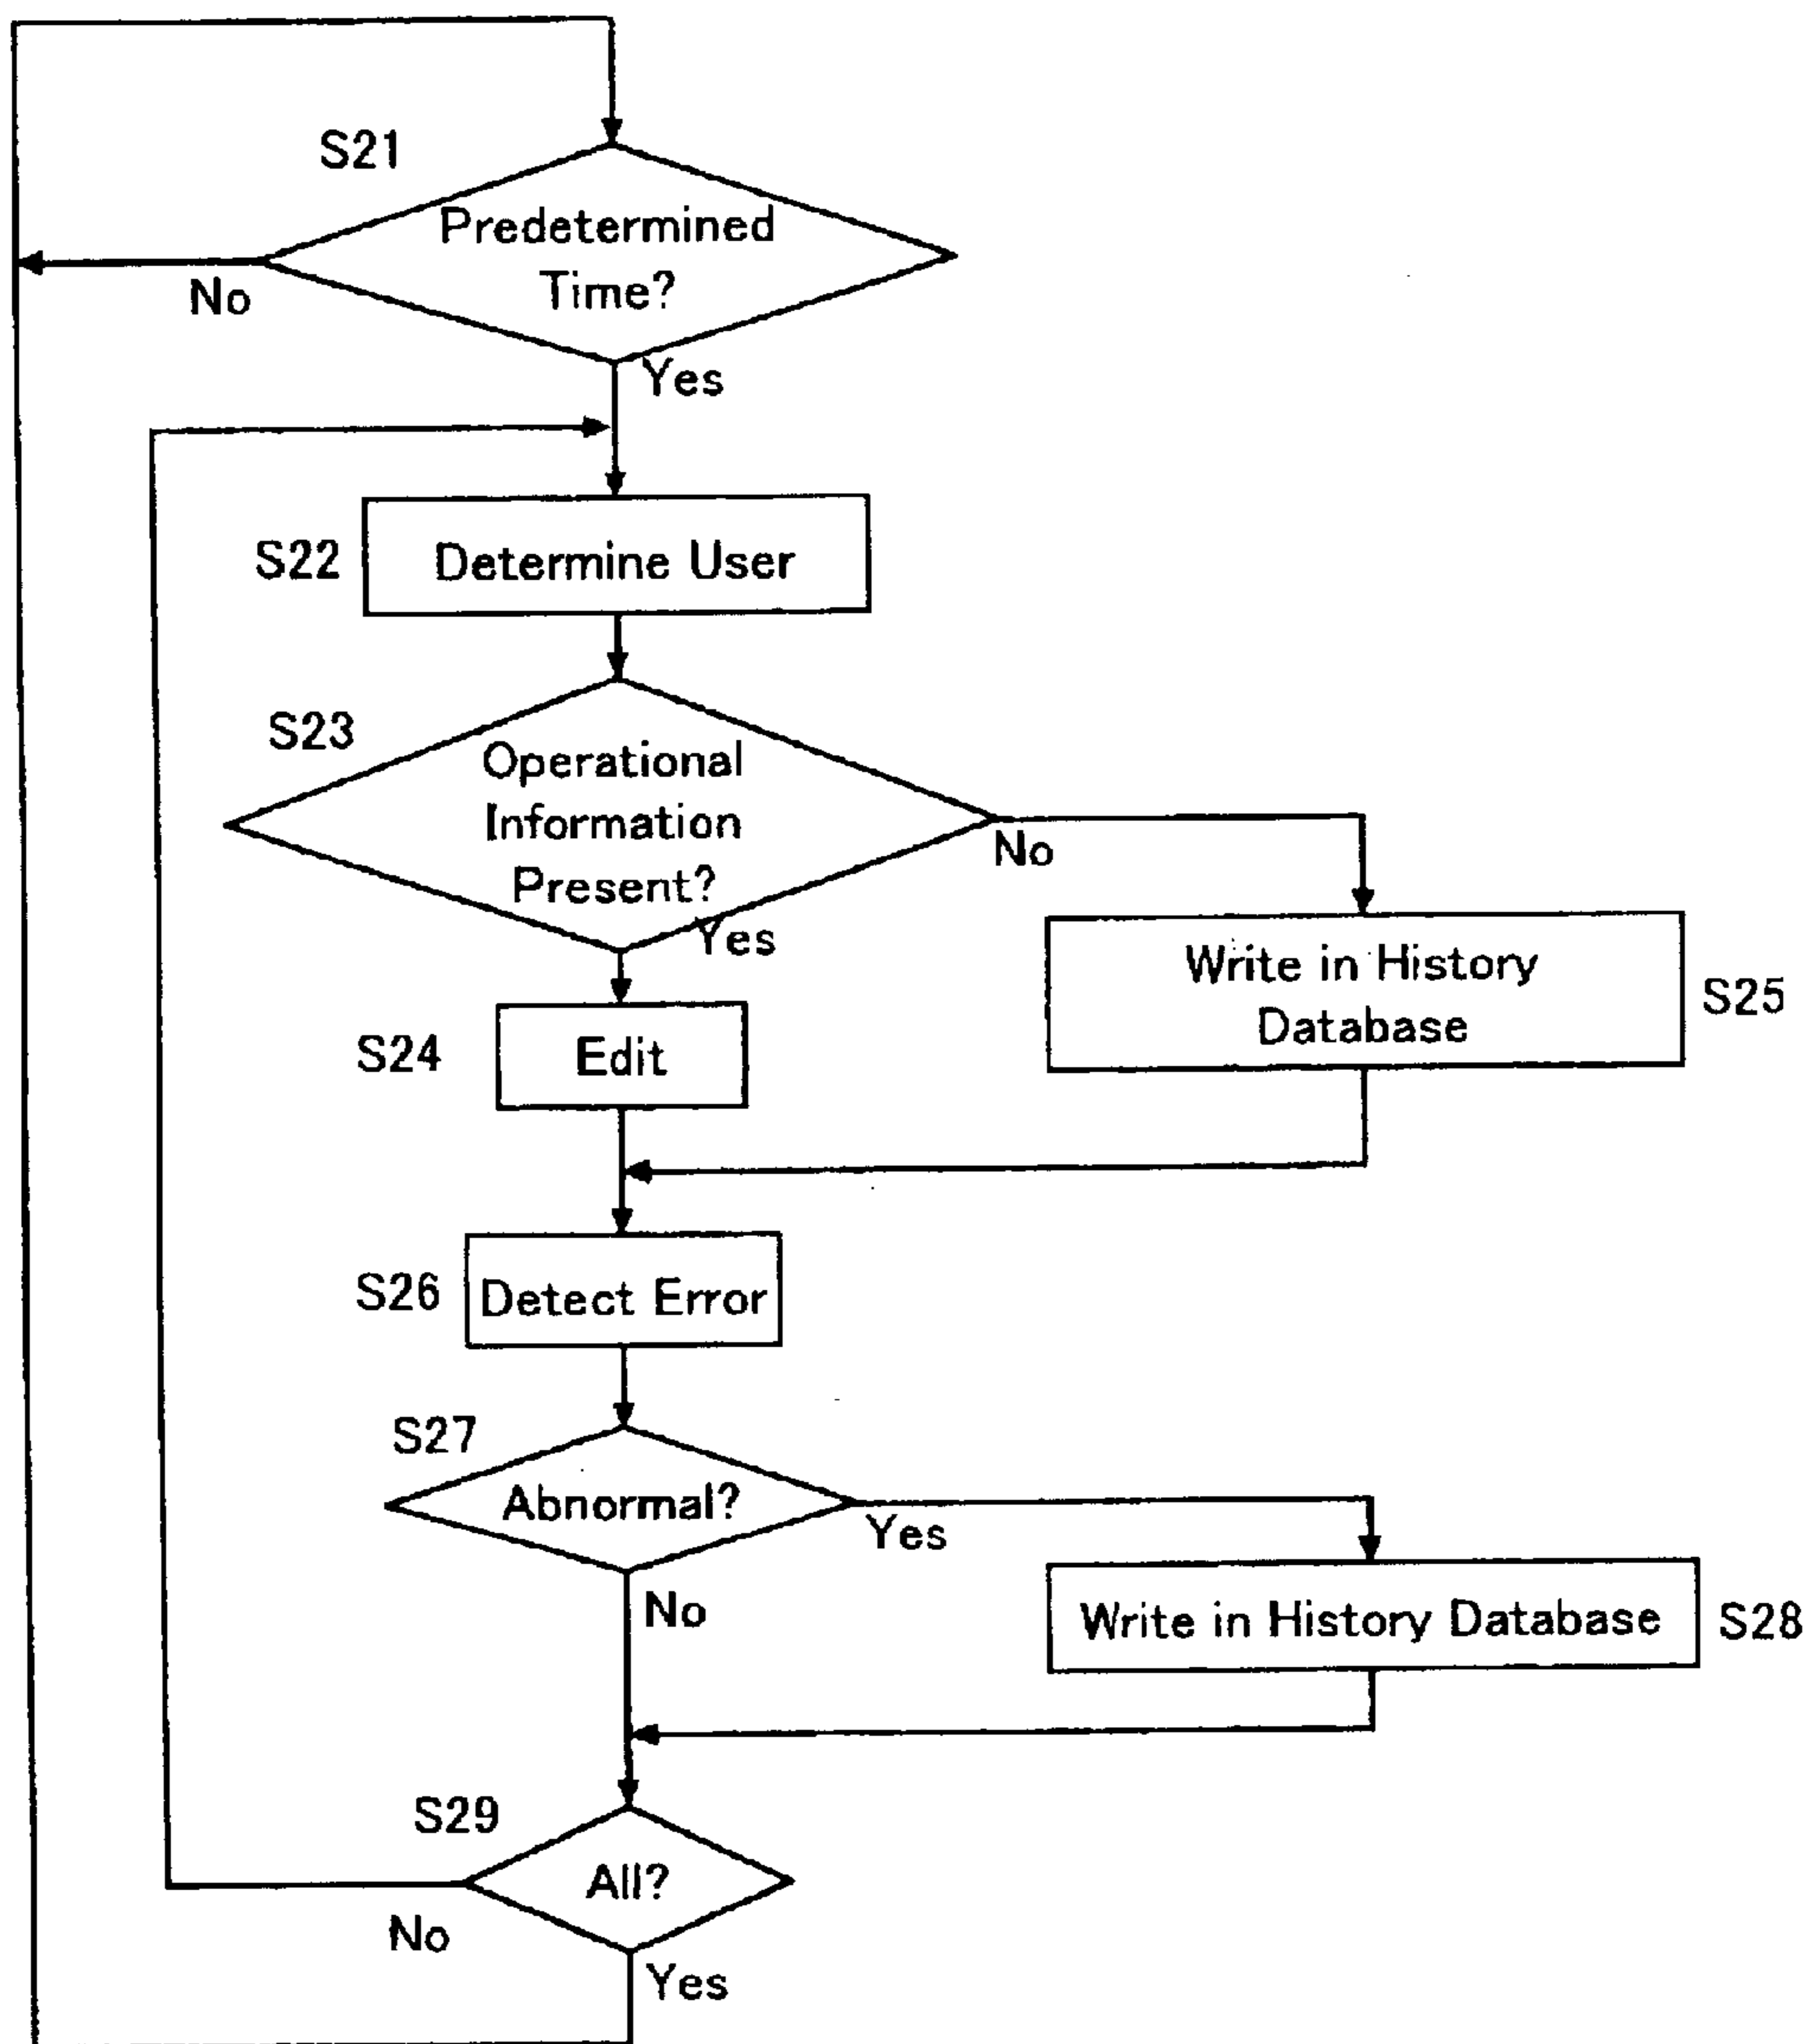 S21
Predetermined
Time?
No
Yes
S22
Determine User
S23
Operational
Information
Present?
No
Yes
Write in History
Database
S25
S24
Edit
S26
Detect Error
S27
Abnormal?
Yes
No
Write in History Database
S28
S29
All?
No
Yes